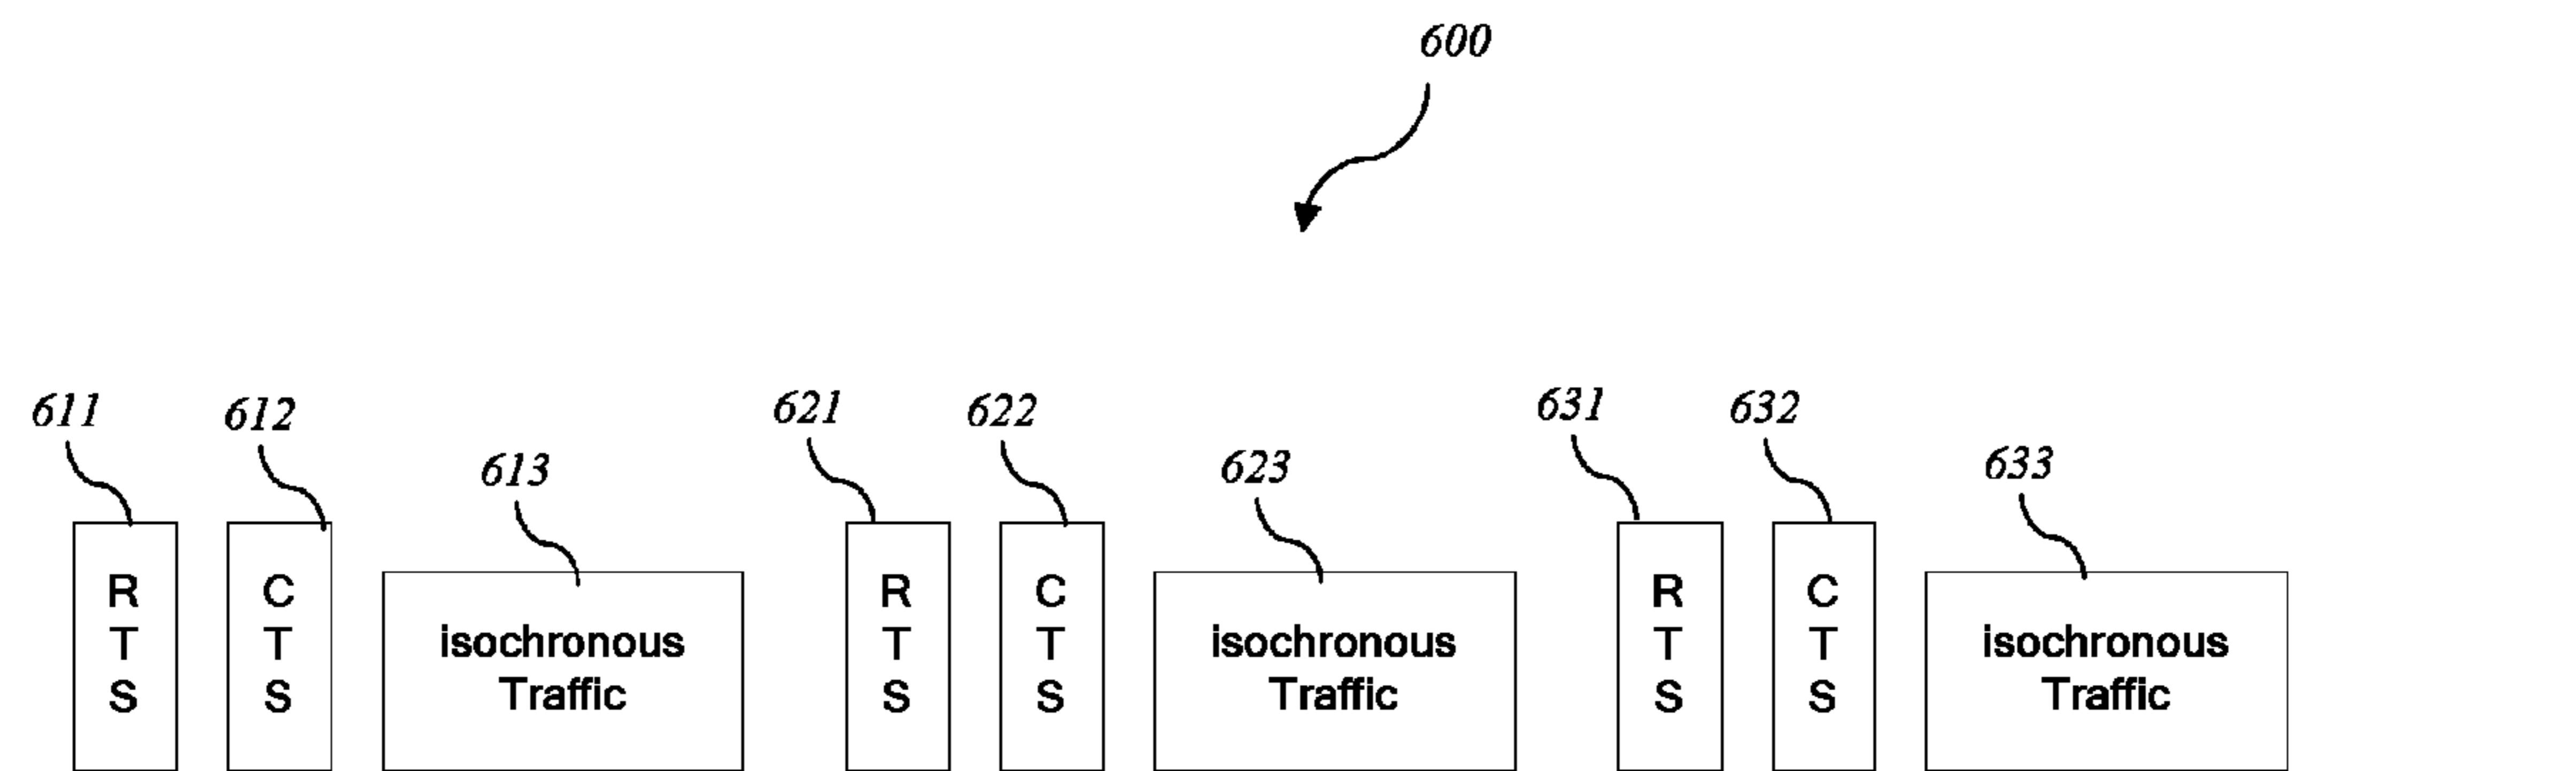 600
611
612
613
621
622
623
631
632
633
R
T
S
C
T
S
isochronous
Traffic
R
T
S
C
T
S
isochronous
Traffic
R
T
S
C
T
S
isochronous
Traffic